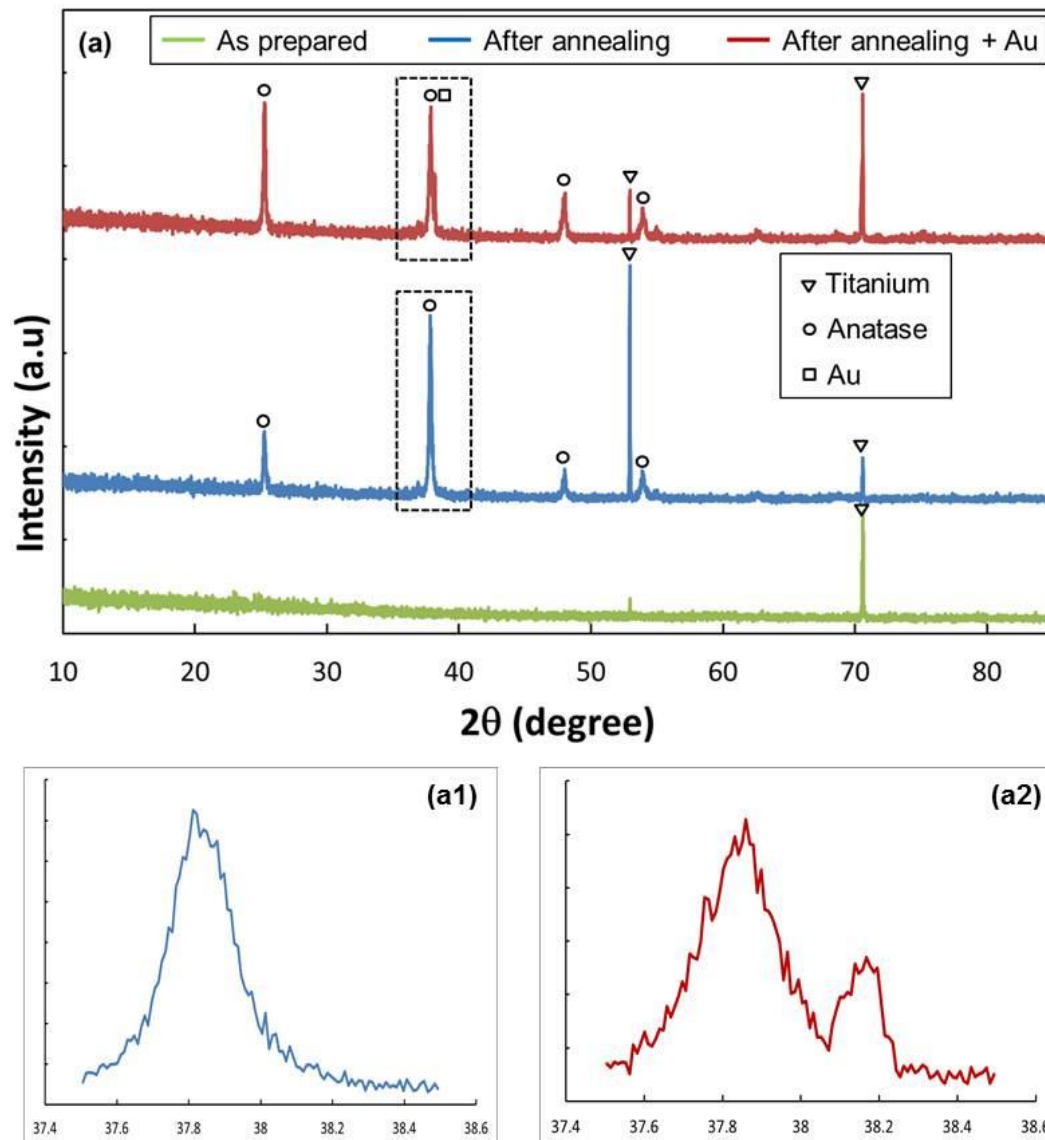 (a) As prepared After annealing After annealing + Au
Titanium
Anatase
Au
Intensity (a.u)
10 20 30 40 50 60 70 80
2θ (degree)
(a1)
37.4 37.6 37.8 38 38.2 38.4 38.6
(a2)
37.4 37.6 37.8 38 38.2 38.4 38.6